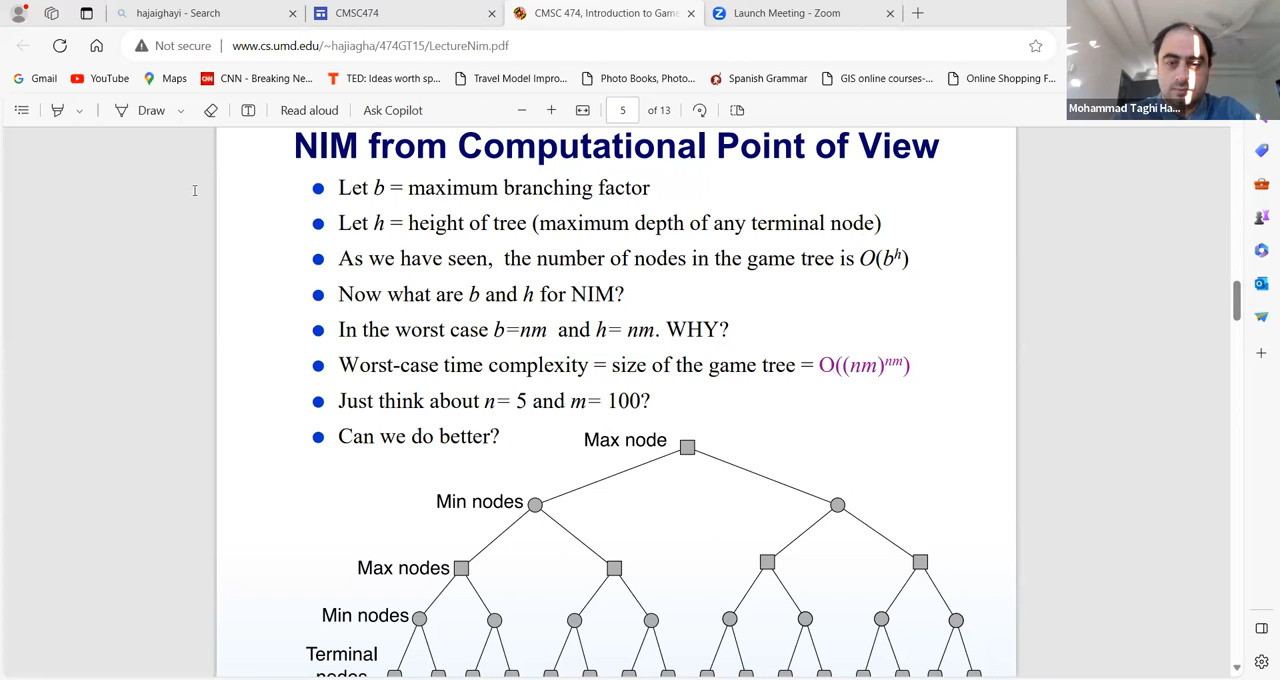 hajaighayi - Search
CMSC474
CMSC 474, Introduction to Game
Launch Meeting - Zoom
Not secure
www.cs.umd.edu/~hajiagha/474GT15/LectureNim.pdf
Gmail
YouTube
Maps
CNN - Breaking Ne...
TED: Ideas worth sp...
Travel Model Impro...
Photo Books, Photo...
Spanish Grammar
GIS online courses-...
Online Shopping F...
Mohammad Taghi Ha...
Draw
Read aloud
Ask Copilot
5
of 13
NIM from Computational Point of View
Let b = maximum branching factor
Let h = height of tree (maximum depth of any terminal node)
As we have seen, the number of nodes in the game tree is O(bʰ)
Now what are b and h for NIM?
In the worst case b=nm and h= nm. WHY?
Worst-case time complexity = size of the game tree = O((nm)ⁿᵐ)
Just think about n= 5 and m= 100?
Can we do better?
Max node
Min nodes
Max nodes
Min nodes
Terminal
nodes